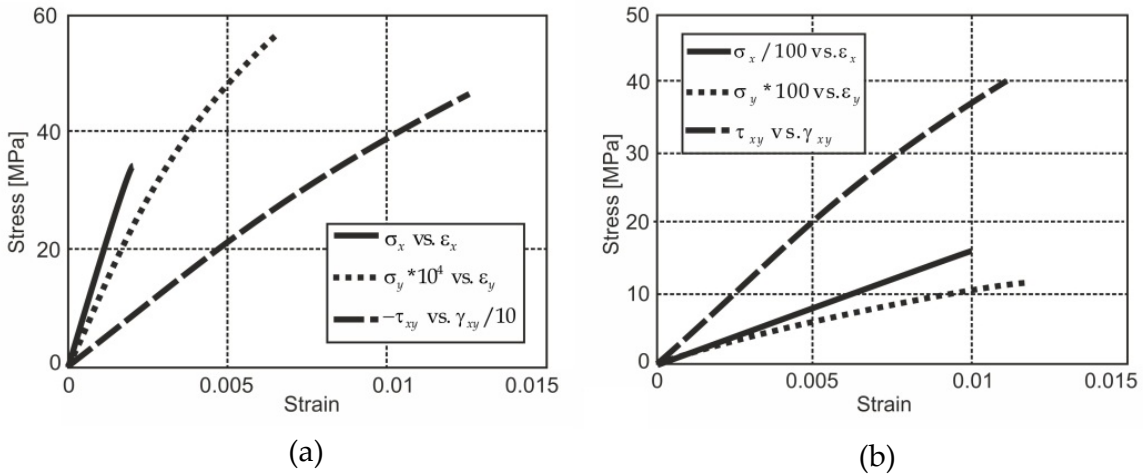 60
40
20
0
Stress [MPa]
0
0.005
0.01
0.015
Strain
σx vs. εx
σy *10⁴ vs. εy
−τxy vs. γxy/10
(a)
50
40
30
20
10
0
Stress [MPa]
0
0.005
0.01
0.015
Strain
σx /100 vs.εx
σy *100 vs.εy
τxy vs.γxy
(b)